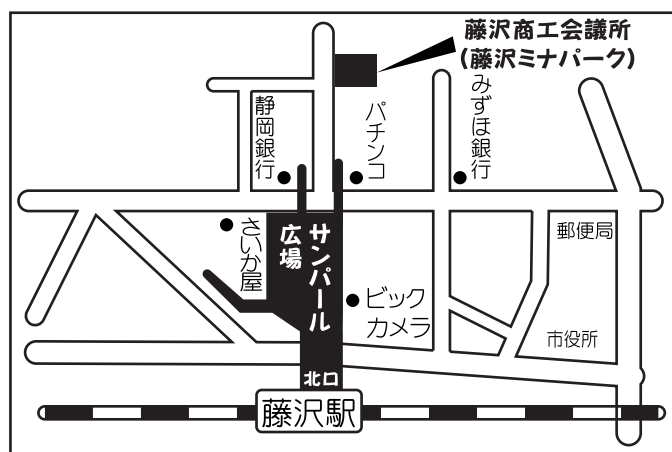 藤沢商工会議所
(藤沢ミナパーク)
静岡銀行
パチンコ
みずほ銀行
さいか屋
サンパール
広場
ビック
カメラ
郵便局
市役所
北口
藤沢駅